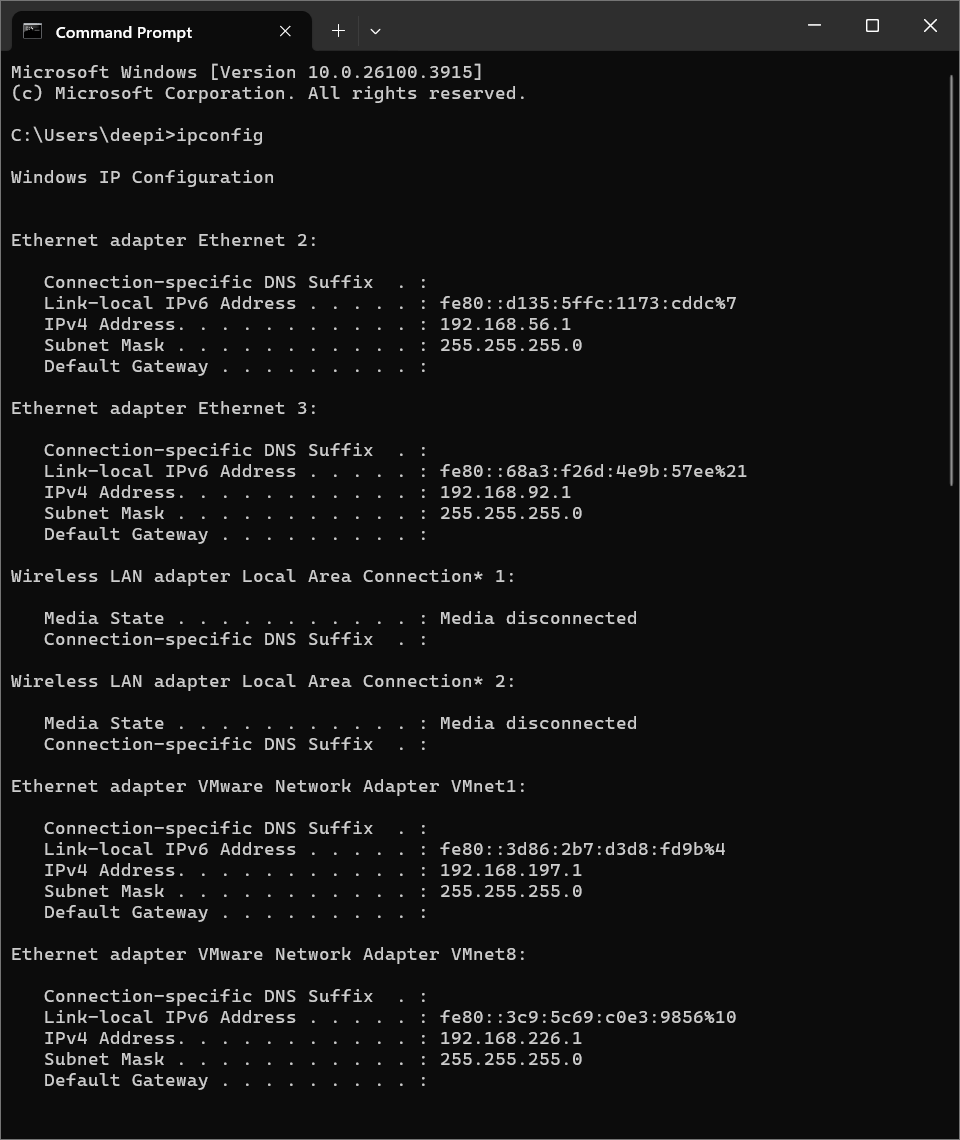 Command Prompt
Microsoft Windows [Version 10.0.26100.3915]
(c) Microsoft Corporation. All rights reserved.
C:\Users\deepi>ipconfig
Windows IP Configuration
Ethernet adapter Ethernet 2:
   Connection-specific DNS Suffix  . :
   Link-local IPv6 Address . . . . . : fe80::d135:5ffc:1173:cddc%7
   IPv4 Address. . . . . . . . . . . : 192.168.56.1
   Subnet Mask . . . . . . . . . . . : 255.255.255.0
   Default Gateway . . . . . . . . . :
Ethernet adapter Ethernet 3:
   Connection-specific DNS Suffix  . :
   Link-local IPv6 Address . . . . . : fe80::68a3:f26d:4e9b:57ee%21
   IPv4 Address. . . . . . . . . . . : 192.168.92.1
   Subnet Mask . . . . . . . . . . . : 255.255.255.0
   Default Gateway . . . . . . . . . :
Wireless LAN adapter Local Area Connection* 1:
   Media State . . . . . . . . . . . : Media disconnected
   Connection-specific DNS Suffix  . :
Wireless LAN adapter Local Area Connection* 2:
   Media State . . . . . . . . . . . : Media disconnected
   Connection-specific DNS Suffix  . :
Ethernet adapter VMware Network Adapter VMnet1:
   Connection-specific DNS Suffix  . :
   Link-local IPv6 Address . . . . . : fe80::3d86:2b7:d3d8:fd9b%4
   IPv4 Address. . . . . . . . . . . : 192.168.197.1
   Subnet Mask . . . . . . . . . . . : 255.255.255.0
   Default Gateway . . . . . . . . . :
Ethernet adapter VMware Network Adapter VMnet8:
   Connection-specific DNS Suffix  . :
   Link-local IPv6 Address . . . . . : fe80::3c9:5c69:c0e3:9856%10
   IPv4 Address. . . . . . . . . . . : 192.168.226.1
   Subnet Mask . . . . . . . . . . . : 255.255.255.0
   Default Gateway . . . . . . . . . :